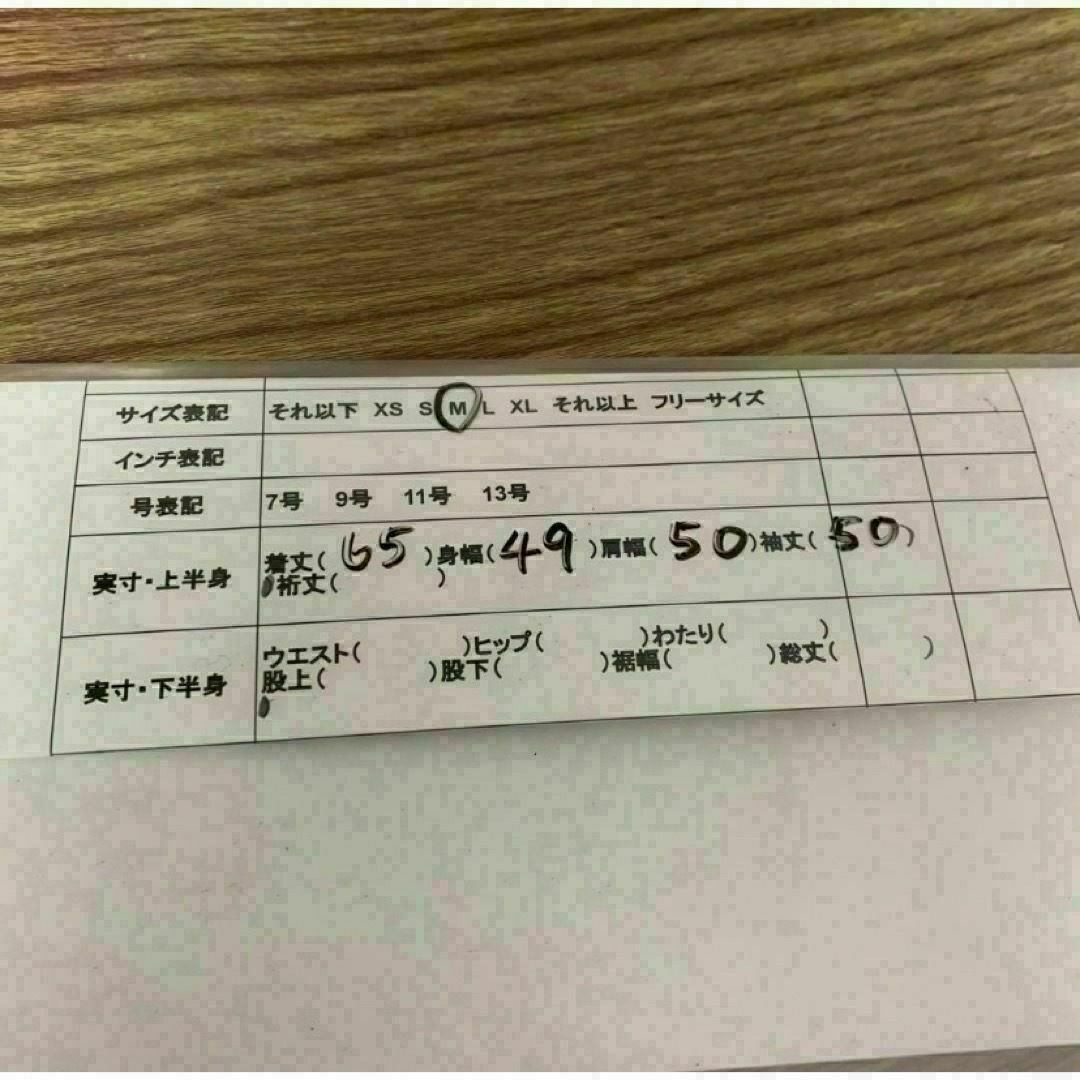 サイズ表記 それ以下 XS S M L XL それ以上 フリーサイズ
インチ表記
号表記 7号 9号 11号 13号
実寸・上半身 着丈( 65 )身幅( 49 )肩幅( 50 )袖丈( 50 )
裄丈( )
実寸・下半身 ウエスト( )ヒップ( )わたり( )
股上( )股下( )裾幅( )総丈( )